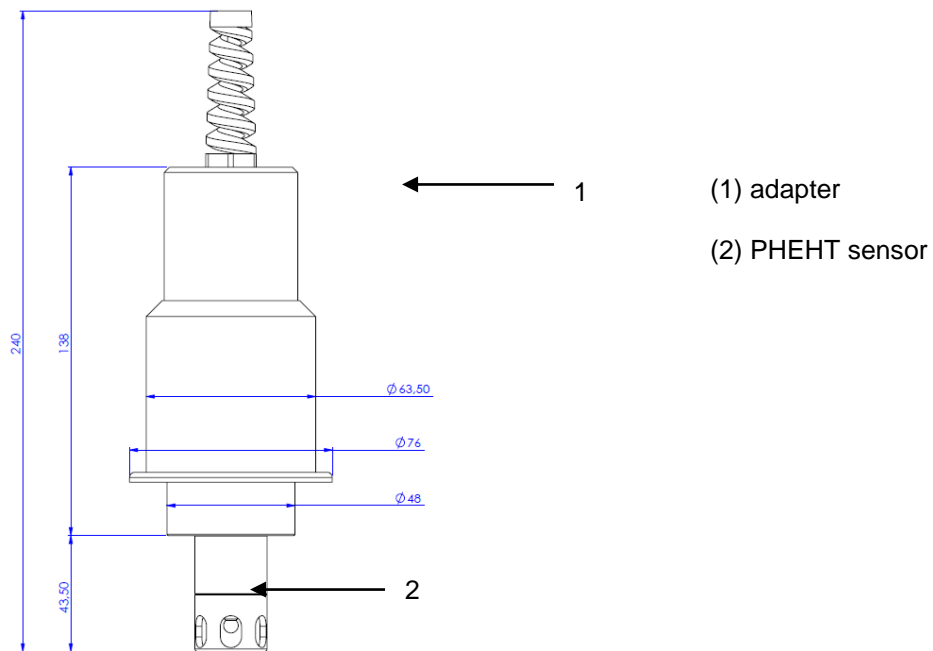 1
(1) adapter
(2) PHEHT sensor
240
138
Ø63,50
Ø76
Ø48
43,50
2